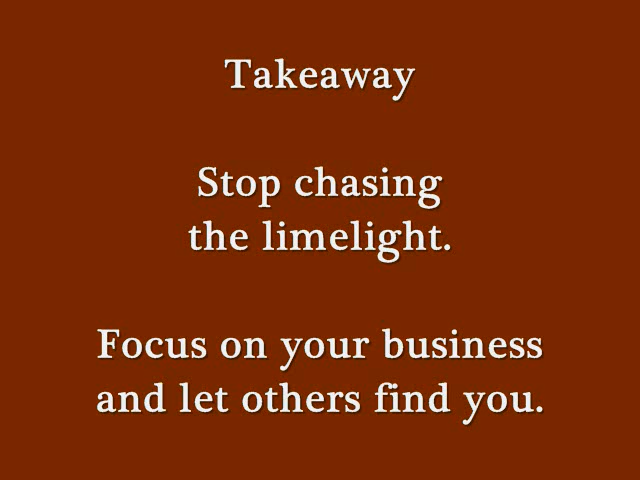 Takeaway
Stop chasing
the limelight.
Focus on your business
and let others find you.